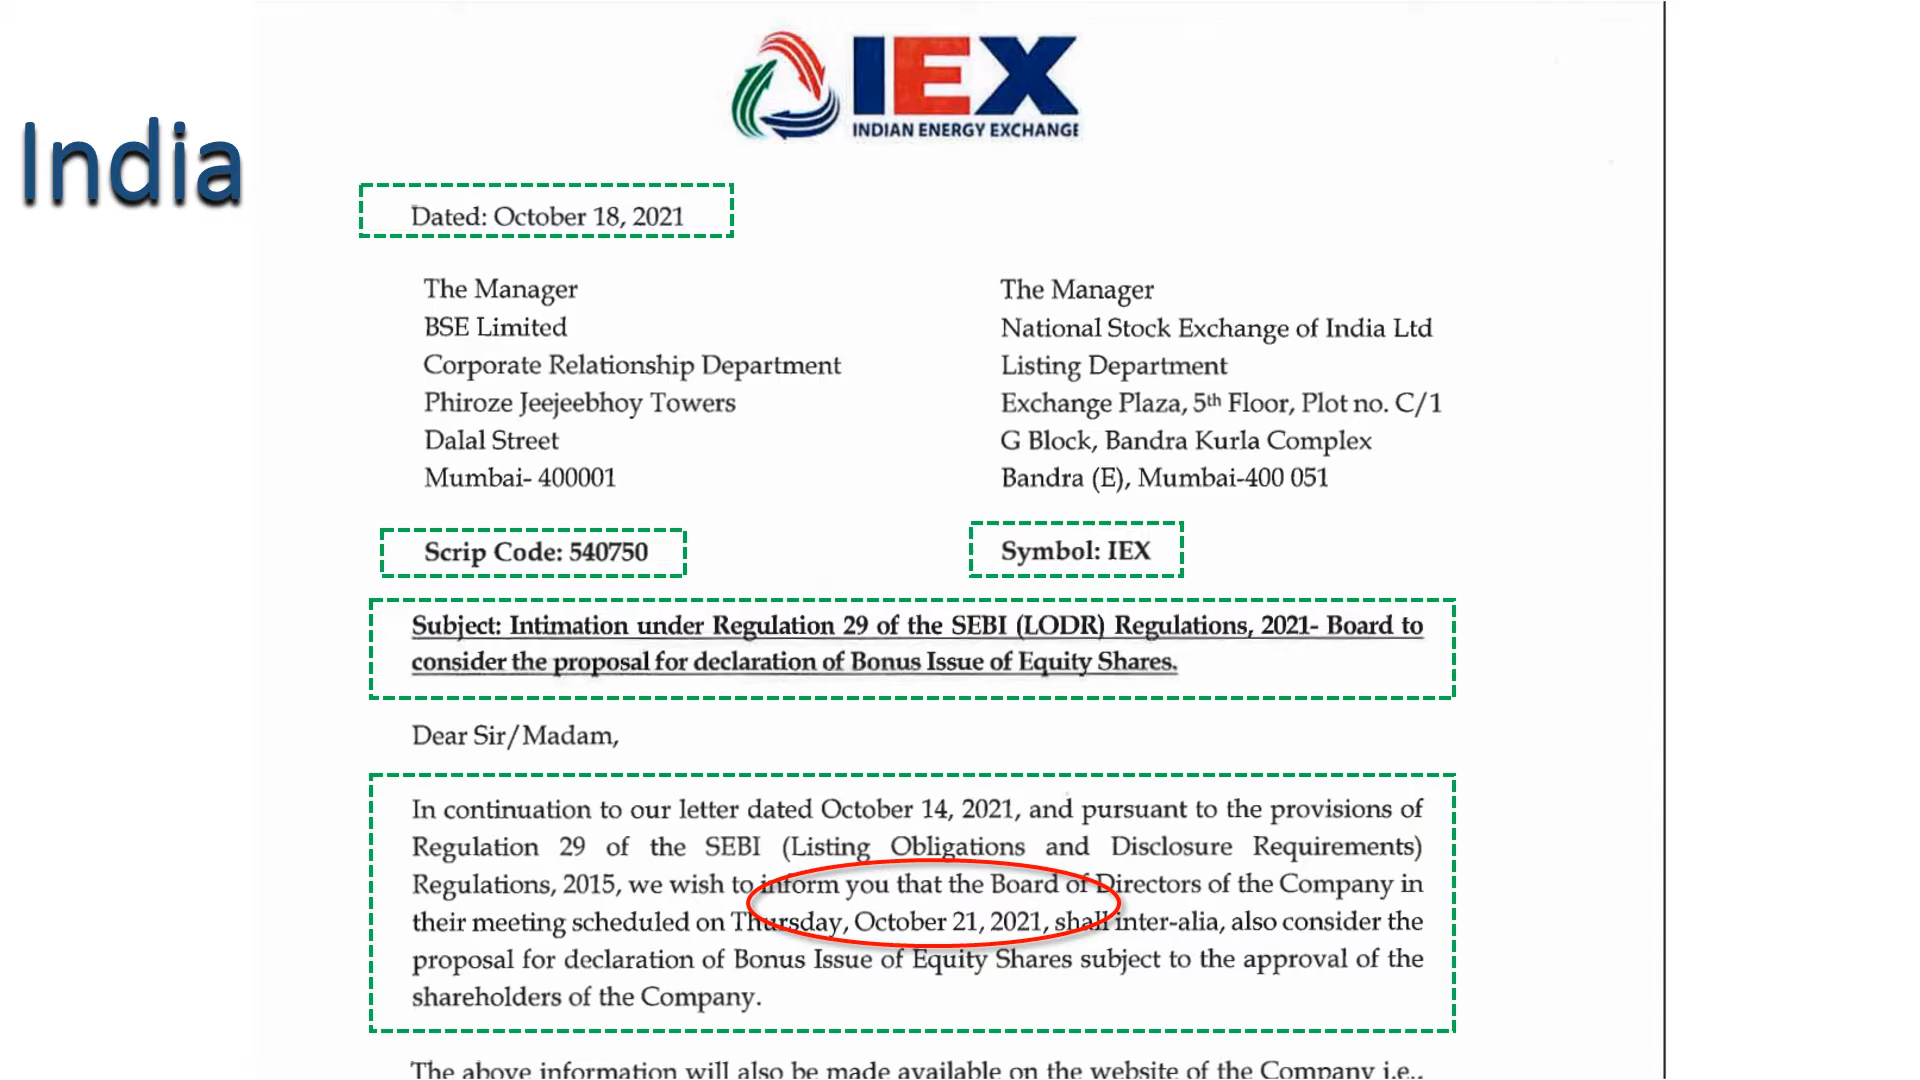 IEX
INDIAN ENERGY EXCHANGE
India
Dated: October 18, 2021
The Manager
BSE Limited
Corporate Relationship Department
Phiroze Jeejeebhoy Towers
Dalal Street
Mumbai- 400001
The Manager
National Stock Exchange of India Ltd
Listing Department
Exchange Plaza, 5th Floor, Plot no. C/1
G Block, Bandra Kurla Complex
Bandra (E), Mumbai-400 051
Scrip Code: 540750
Symbol: IEX
Subject: Intimation under Regulation 29 of the SEBI (LODR) Regulations, 2021- Board to
consider the proposal for declaration of Bonus Issue of Equity Shares.
Dear Sir/Madam,
In continuation to our letter dated October 14, 2021, and pursuant to the provisions of
Regulation 29 of the SEBI (Listing Obligations and Disclosure Requirements)
Regulations, 2015, we wish to inform you that the Board of Directors of the Company in
their meeting scheduled on Thursday, October 21, 2021, shall inter-alia, also consider the
proposal for declaration of Bonus Issue of Equity Shares subject to the approval of the
shareholders of the Company.
The above information will also be made available on the website of the Company i.e.,